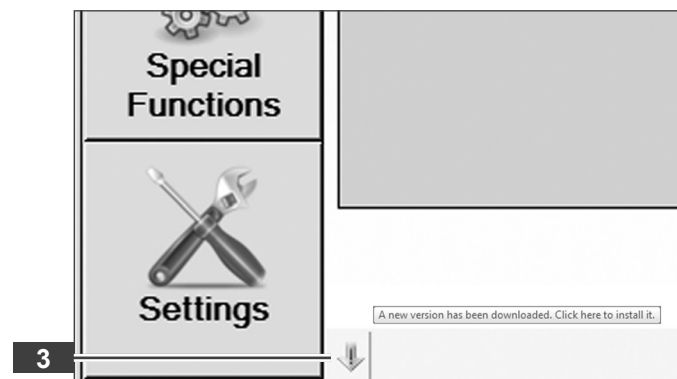 Special
Functions
Settings
A new version has been downloaded. Click here to install it.
3